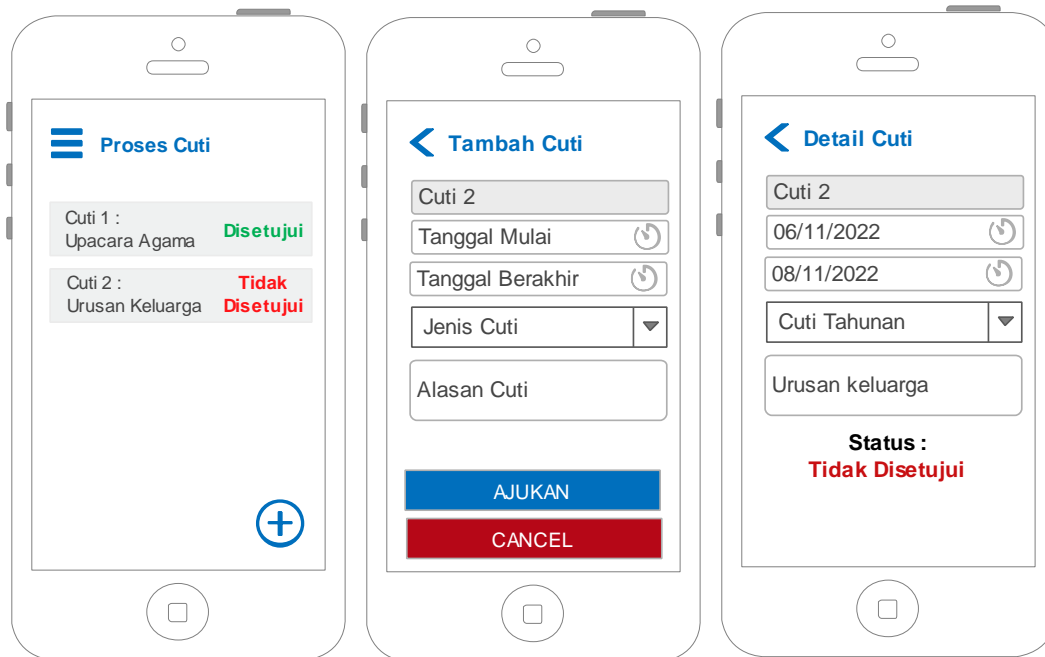 Proses Cuti
Cuti 1 :
Upacara Agama
Disetujui
Cuti 2 :
Urusan Keluarga
Tidak
Disetujui
Tambah Cuti
Cuti 2
Tanggal Mulai
Tanggal Berakhir
Jenis Cuti
Alasan Cuti
AJUKAN
CANCEL
Detail Cuti
Cuti 2
06/11/2022
08/11/2022
Cuti Tahunan
Urusan keluarga
Status :
Tidak Disetujui